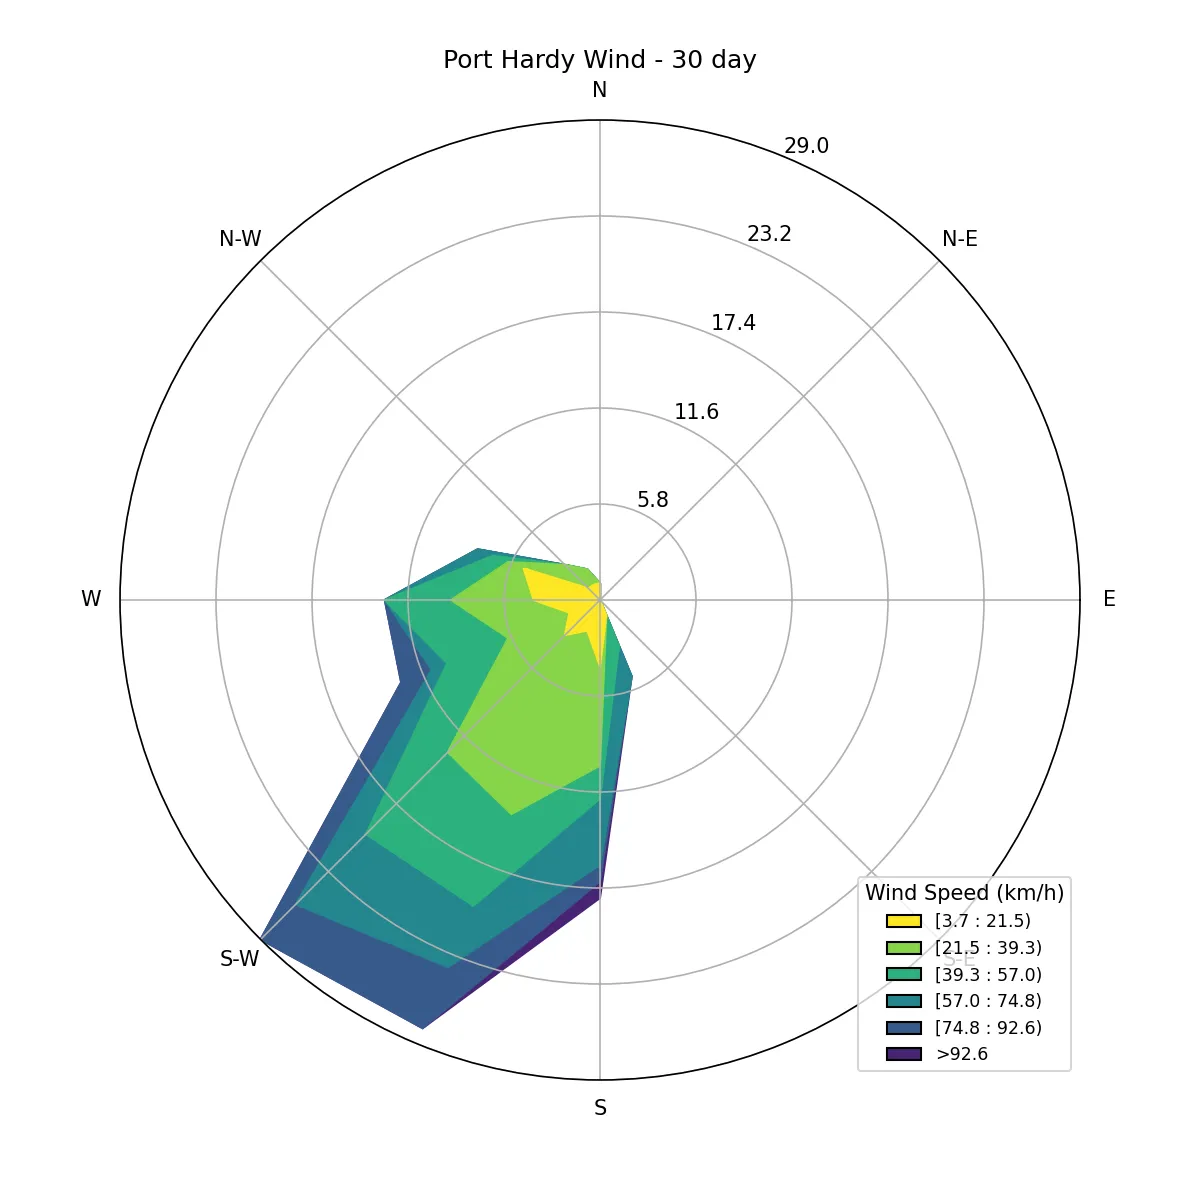 Port Hardy Wind - 30 day
N
29.0
23.2
N-W
N-E
17.4
11.6
5.8
W
E
S-W
S-E
Wind Speed (km/h)
[3.7 : 21.5)
[21.5 : 39.3)
[39.3 : 57.0)
[57.0 : 74.8)
[74.8 : 92.6)
>92.6
S